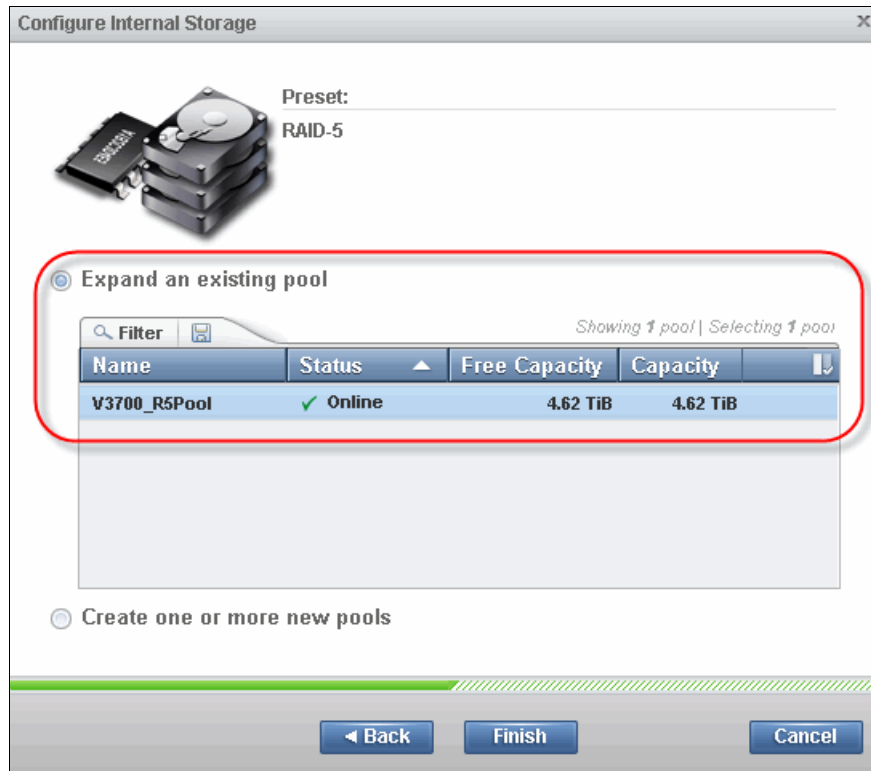 Configure Internal Storage
Preset:
RAID-5
Expand an existing pool
Filter
Showing 1 pool | Selecting 1 pool
Name Status Free Capacity Capacity
V3700_R5Pool Online 4.62 TiB 4.62 TiB
Create one or more new pools
Back Finish Cancel